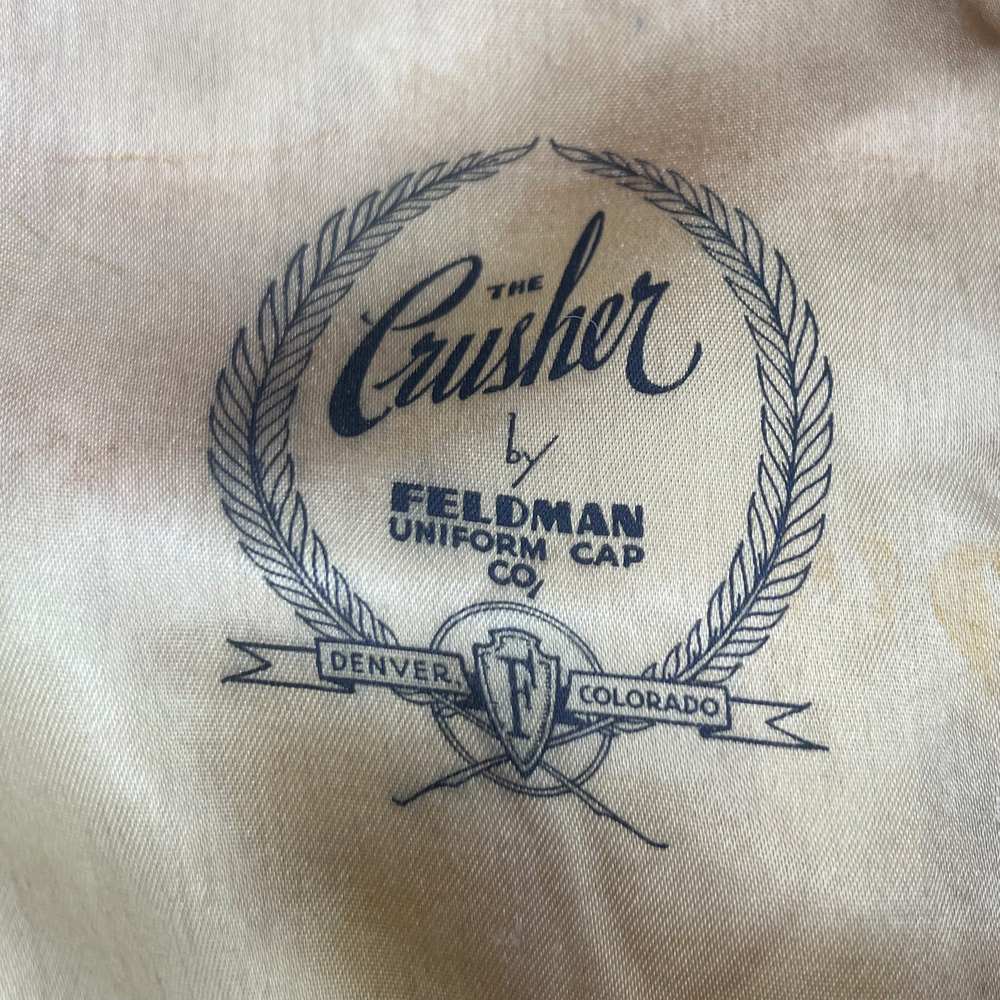 THE
Crusher
by
FELDMAN
UNIFORM CAP
CO,
DENVER,
F
COLORADO